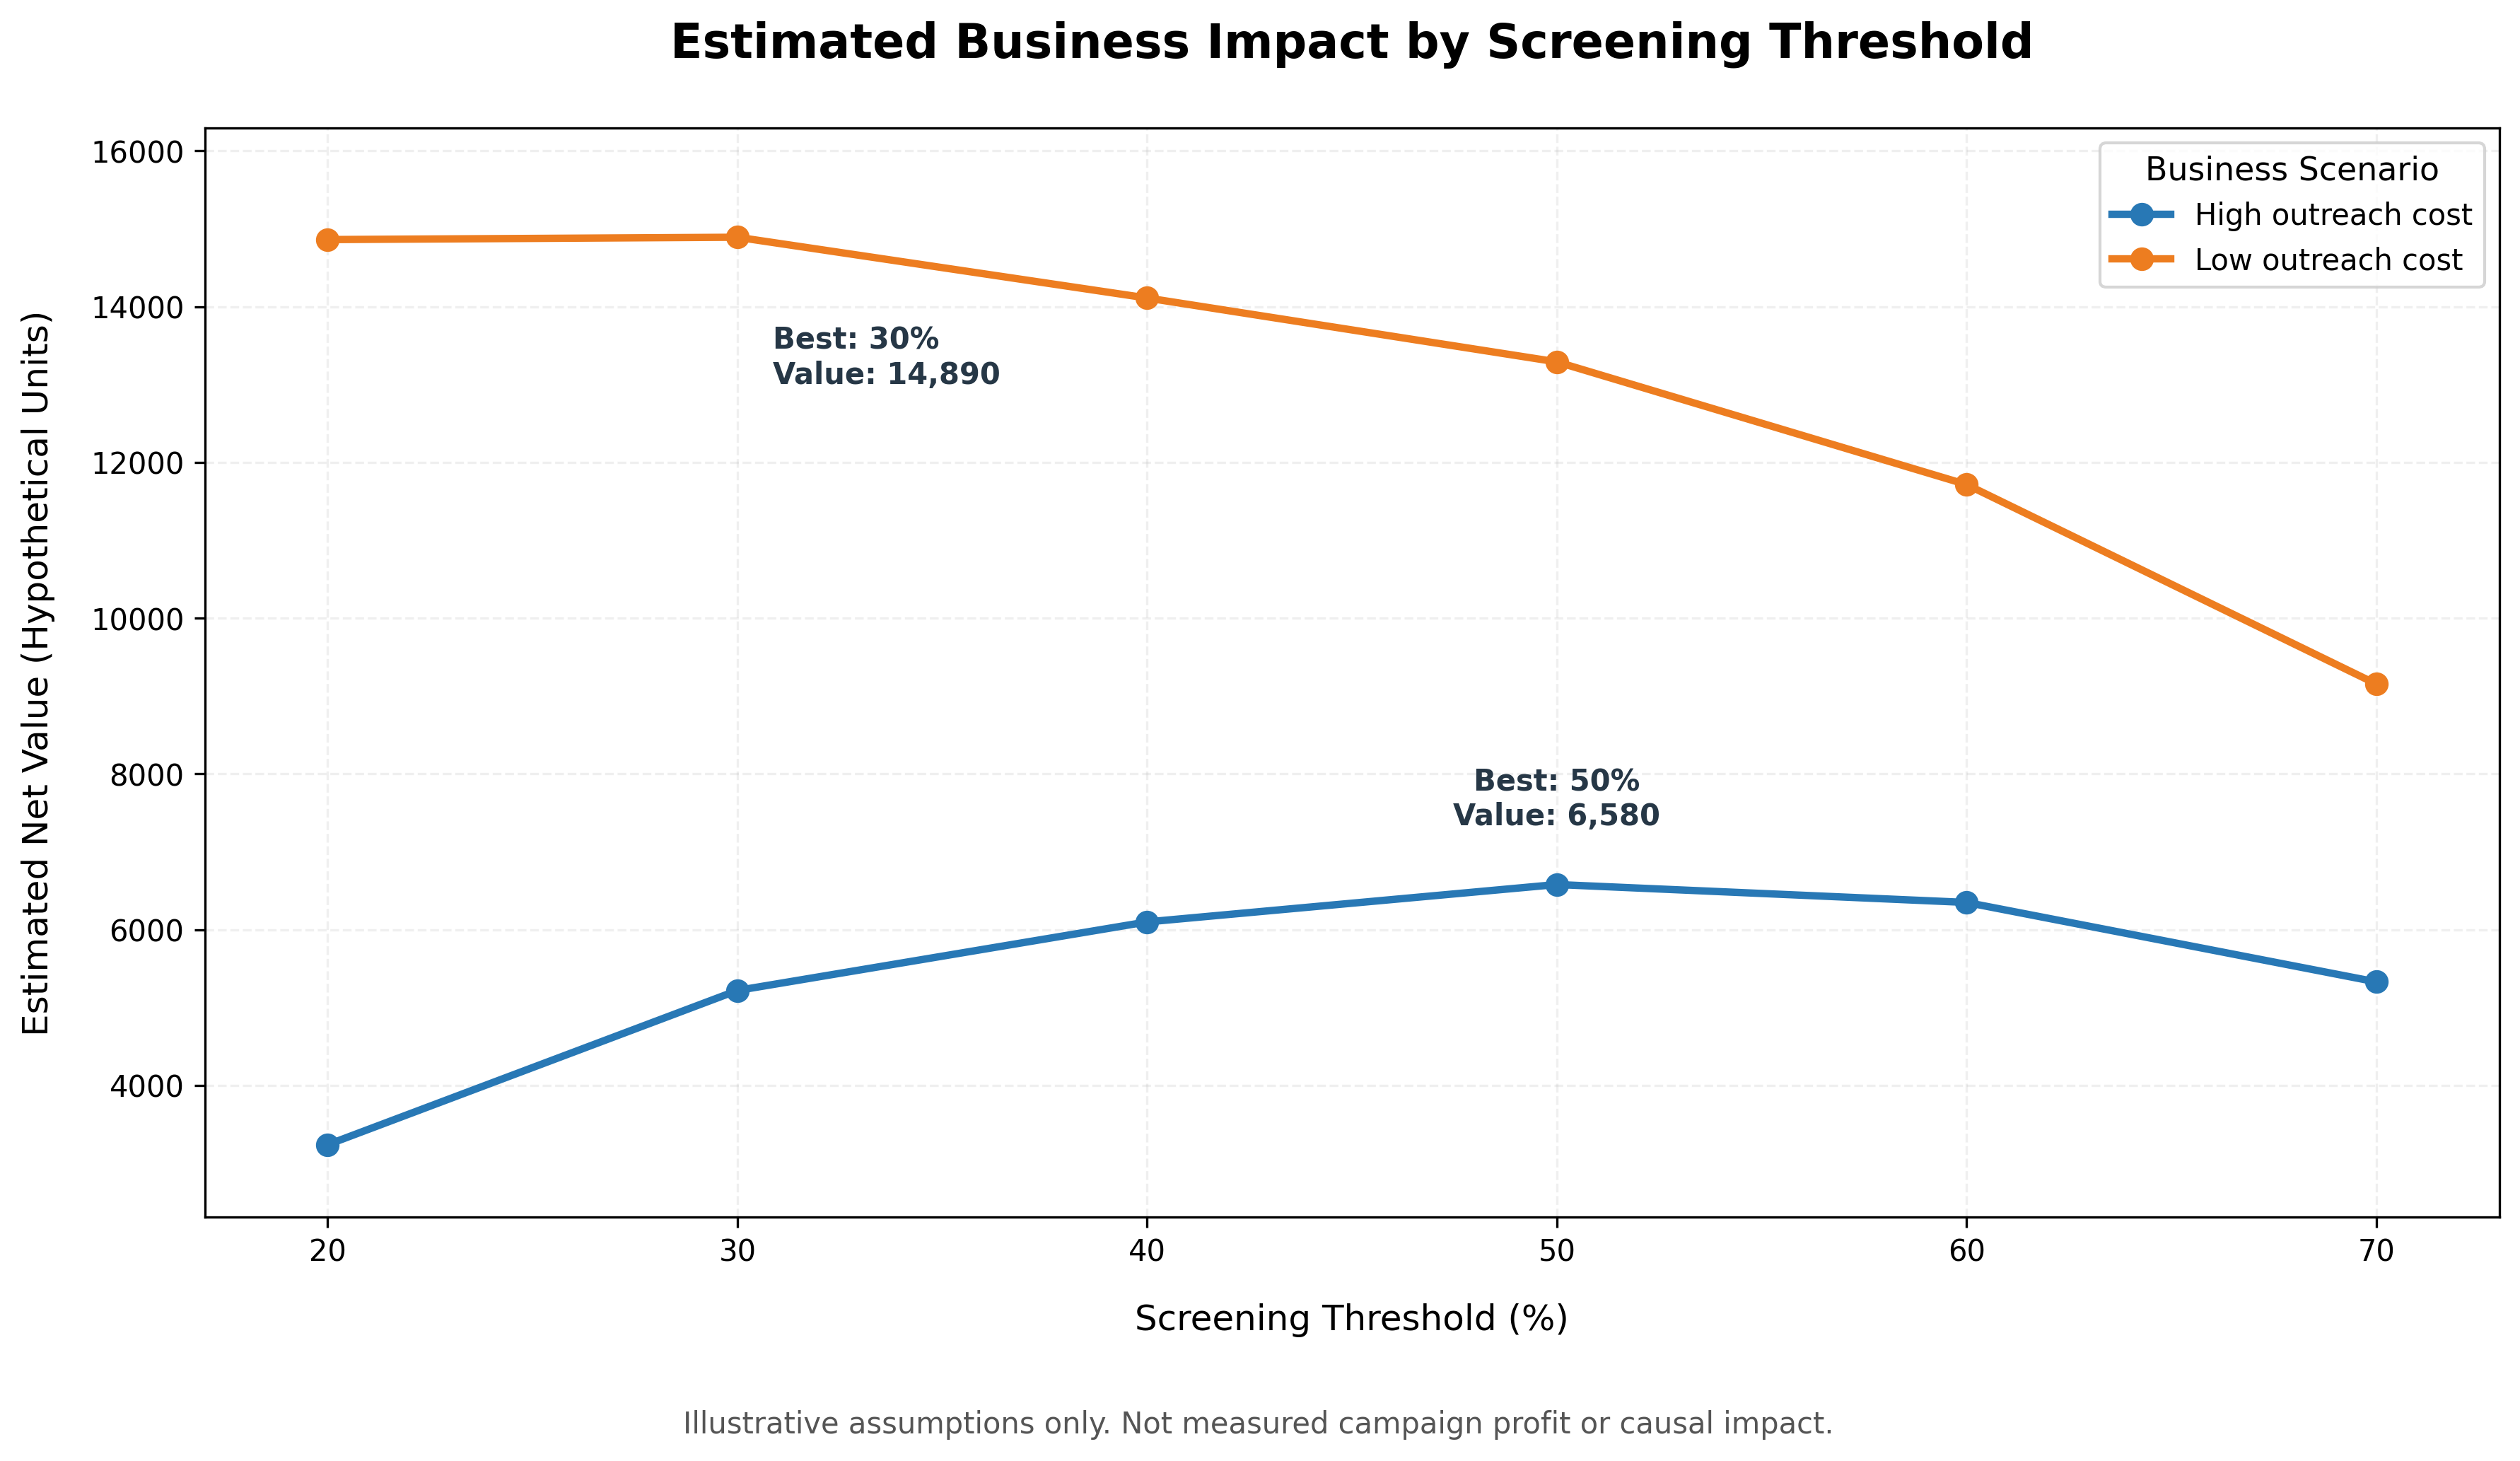 Estimated Business Impact by Screening Threshold
Estimated Net Value (Hypothetical Units)
16000
14000
12000
10000
8000
6000
4000
Business Scenario
High outreach cost
Low outreach cost
Best: 30%
Value: 14,890
Best: 50%
Value: 6,580
20 30 40 50 60 70
Screening Threshold (%)
Illustrative assumptions only. Not measured campaign profit or causal impact.